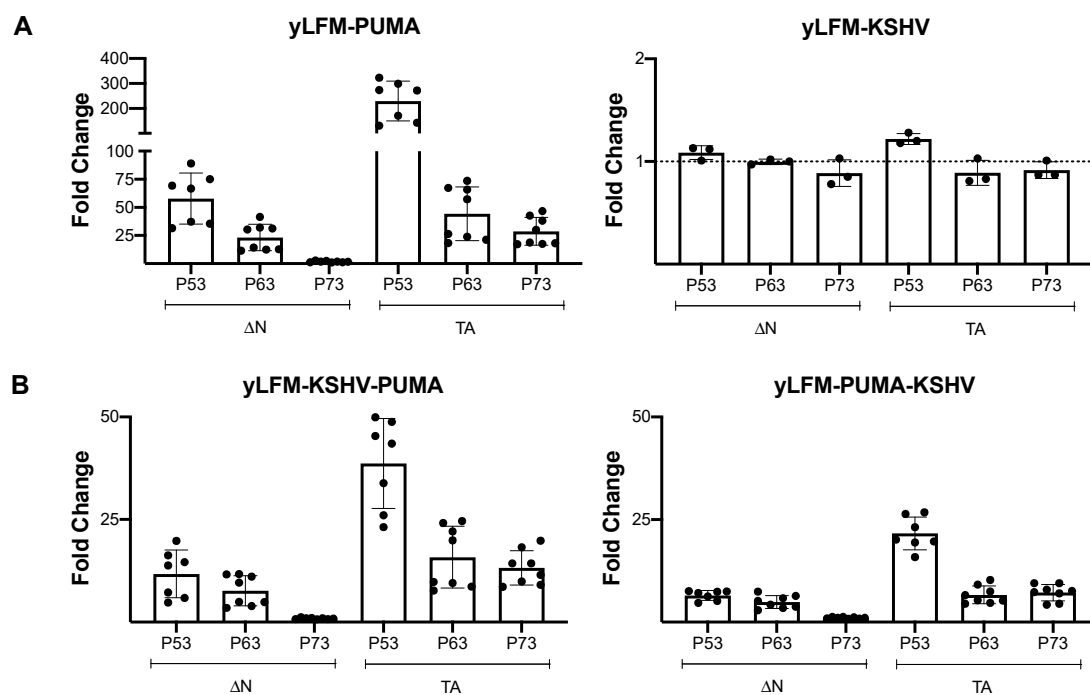 A
yLFM-PUMA
Fold Change
400
300
200
100
100
75
50
25
P53 P63 P73 P53 P63 P73
ΔN TA
yLFM-KSHV
Fold Change
2
1
P53 P63 P73 P53 P63 P73
ΔN TA
B
yLFM-KSHV-PUMA
Fold Change
50
25
P53 P63 P73 P53 P63 P73
ΔN TA
yLFM-PUMA-KSHV
Fold Change
50
25
P53 P63 P73 P53 P63 P73
ΔN TA